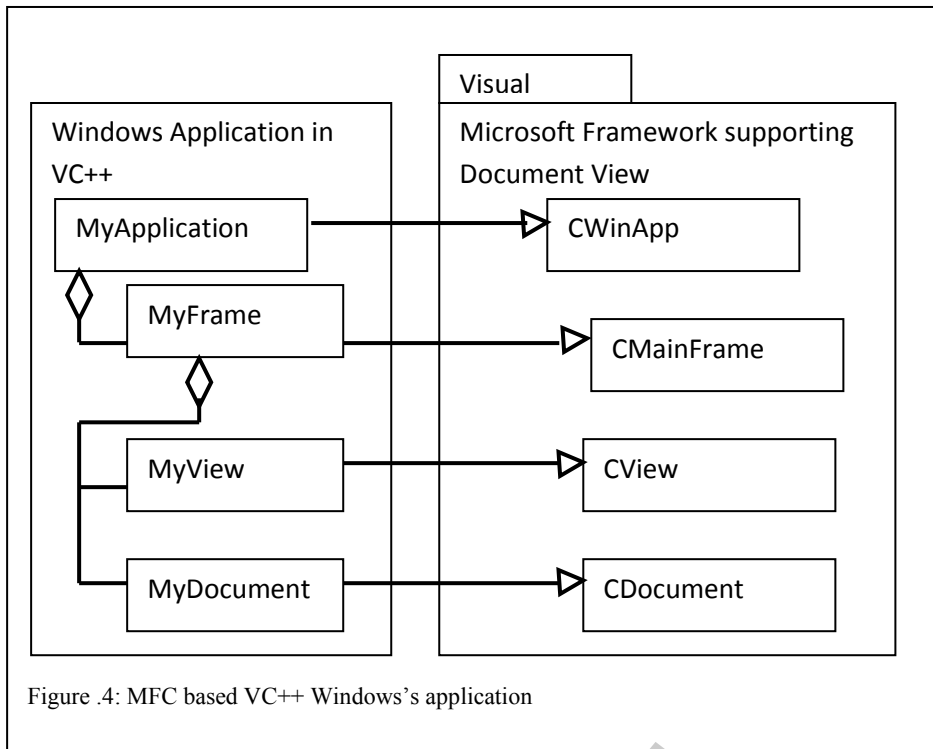 Visual
Windows Application in
VC++
Microsoft Framework supporting
Document View
MyApplication
CWinApp
MyFrame
CMainFrame
MyView
CView
MyDocument
CDocument
Figure .4: MFC based VC++ Windows’s application